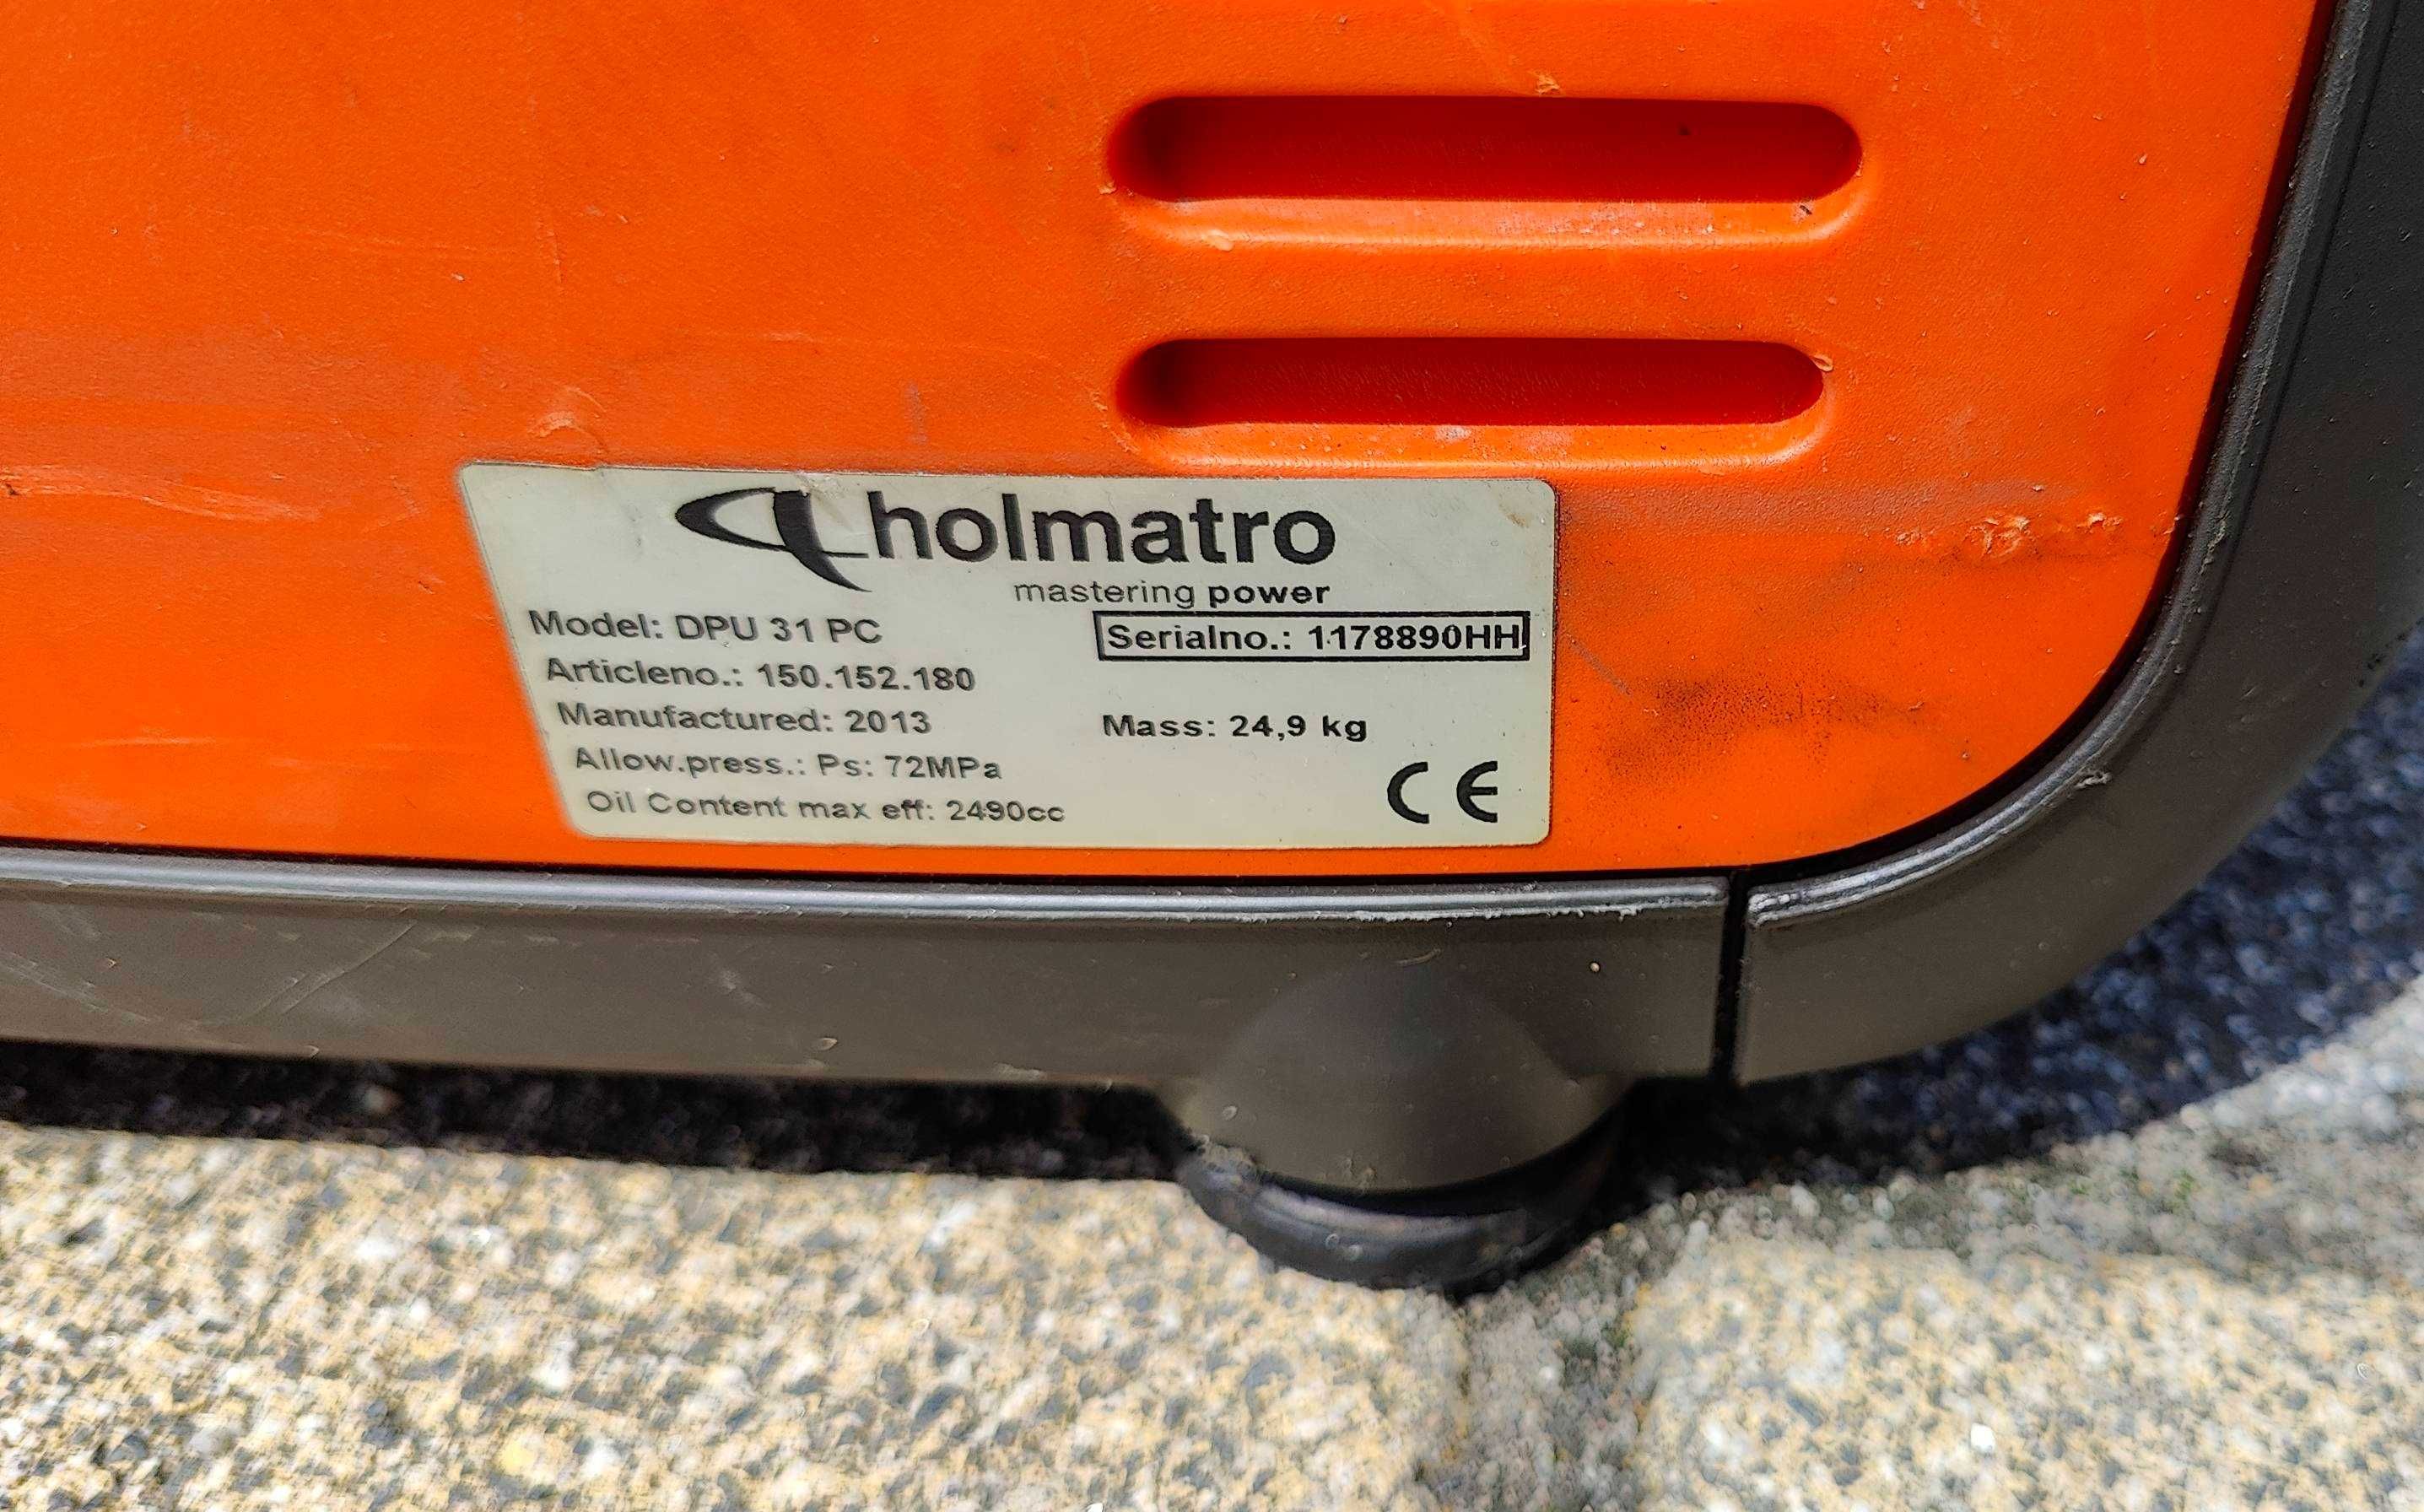 holmatro
mastering power
Model: DPU 31 PC
Serialno.: 1178890HH
Articleno.: 150.152.180
Manufactured: 2013
Mass: 24,9 kg
Allow.press.: Ps: 72MPa
Oil Content max eff: 2490cc
CE